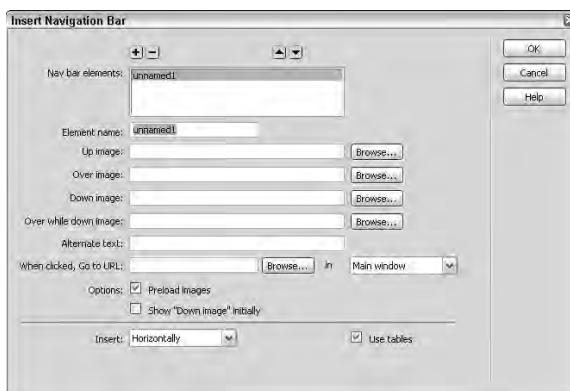 Insert Navigation Bar
OK
Nav bar elements: unnamed1
Cancel
Help
Element name: unnamed1
Up image: Browse...
Over image: Browse...
Down image: Browse...
Over while down image: Browse...
Alternate text:
When clicked, Go to URL: Browse... in Main window
Options: Preload images
Show "Down image" initially
Insert: Horizontally Use tables